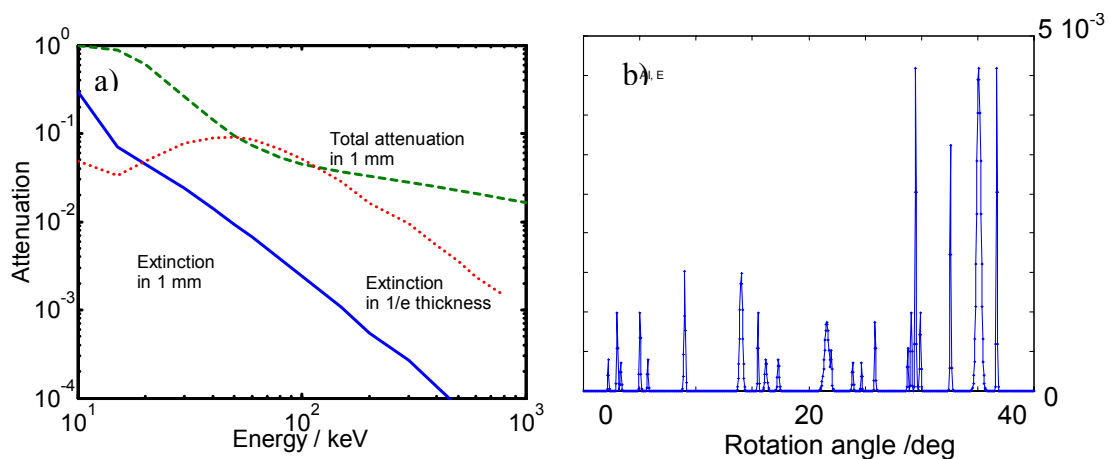 a)
10^0
10^-1
10^-2
10^-3
10^-4
Attenuation
Total attenuation
in 1 mm
Extinction
in 1 mm
Extinction
in 1/e thickness
10^1
10^2
10^3
Energy / keV
b)
Al, E
5 10^-3
0
0
20
40
Rotation angle /deg